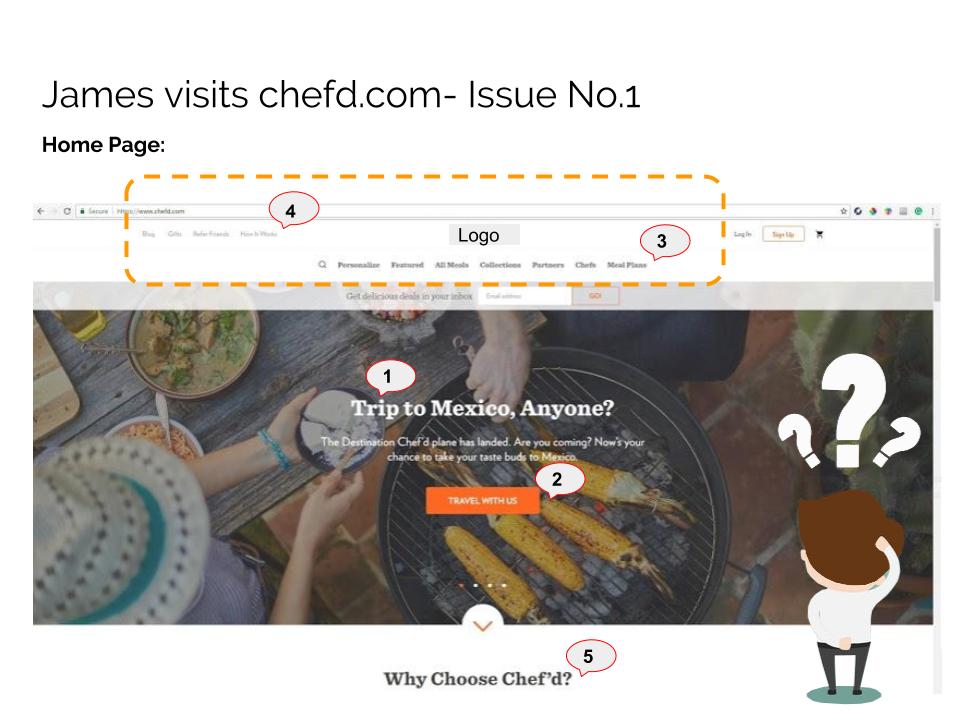 James visits chefd.com- Issue No.1
Home Page:
Secure https://www.chefd.com
4
Blog Gifts Refer Friends How It Works
Logo
3
Log In Sign Up
Personalize Featured All Meals Collections Partners Chefs Meal Plans
Get delicious deals in your inbox Email address GO!
1
Trip to Mexico, Anyone?
The Destination Chef'd plane has landed. Are you coming? Now's your
chance to take your taste buds to Mexico.
2
TRAVEL WITH US
5
Why Choose Chef'd?
???